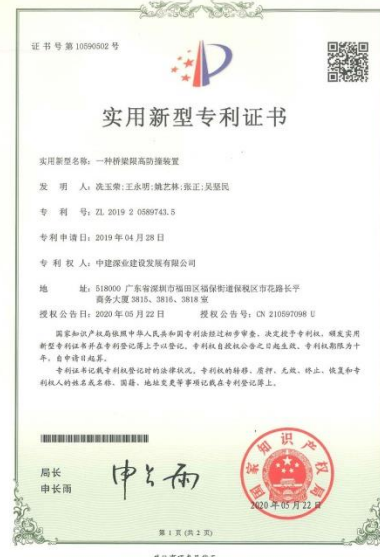 证书号第10590502号
实用新型专利证书
实用新型名称：一种桥梁限高防撞装置
发 明 人：冼玉荣;王永明;姚艺林;张正;吴坚民
专 利 号：ZL 2019 2 0589743.5
专利申请日：2019年04月28日
专 利 权 人：中建深业建设发展有限公司
地 址：518000 广东省深圳市福田区福保街道保税区市花路长平
商务大厦3815、3816、3818室
授权公告日：2020年05月22日 授权公告号：CN 210597098 U
国家知识产权局依照中华人民共和国专利法经过初步审查，决定授予专利权，颁发实用
新型专利证书并在专利登记簿上予以登记。专利权自授权公告之日起生效。专利权期限为十
年，自申请日起算。
专利证书记载专利权登记时的法律状况。专利权的转移、质押、无效、终止、恢复和专
利权人的姓名或名称、国籍、地址变更等事项记载在专利登记簿上。
局长
申长雨
申长雨
国家知识产权局
2020年05月22日
第 1 页 (共 2 页)